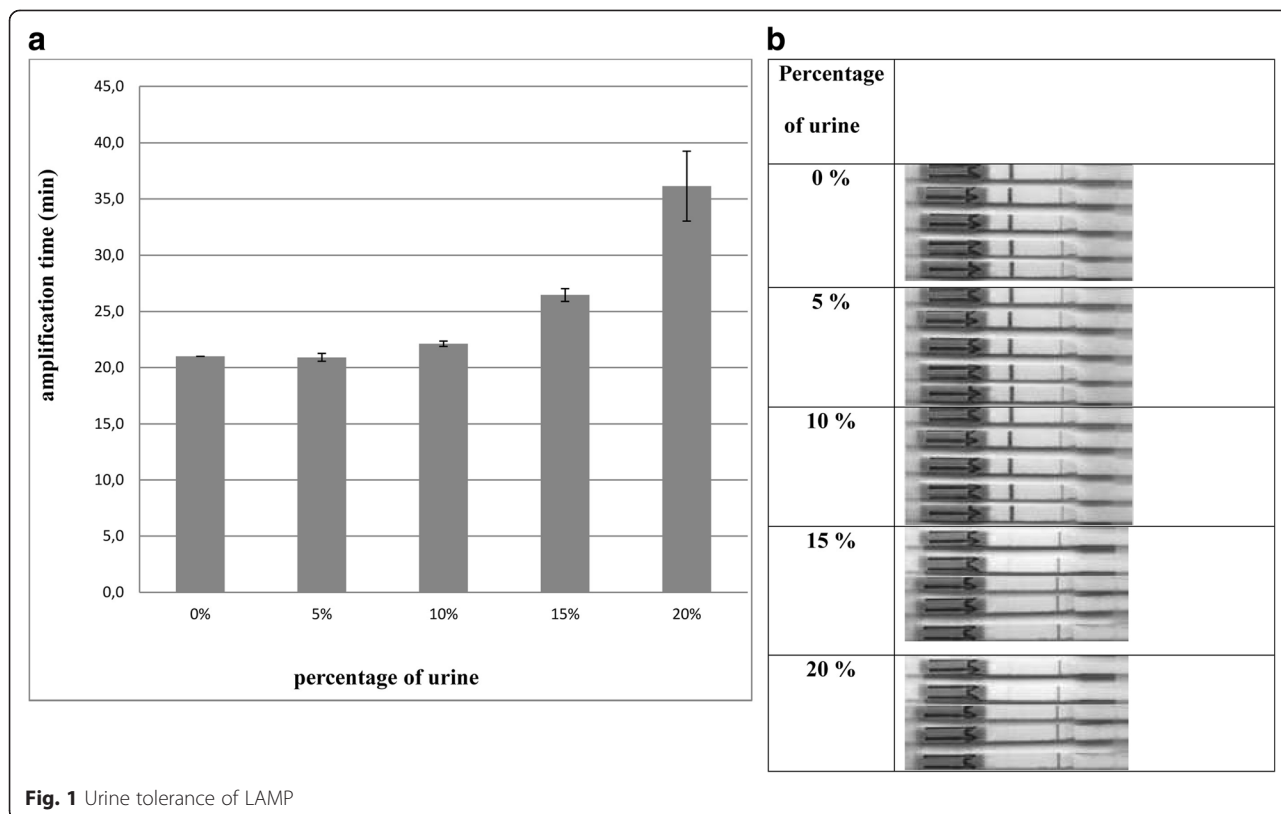 a
45,0
40,0
35,0
30,0
25,0
20,0
15,0
10,0
5,0
0,0
amplification time (min)
0% 5% 10% 15% 20%
percentage of urine
b
Percentage
of urine
0 %
5 %
10 %
15 %
20 %
Fig. 1 Urine tolerance of LAMP